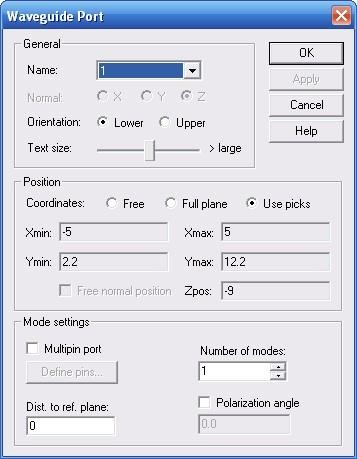 Waveguide Port
General
Name: 1
Normal: X Y Z
Orientation: Lower Upper
Text size: > large
OK
Apply
Cancel
Help
Position
Coordinates: Free Full plane Use picks
Xmin: -5 Xmax: 5
Ymin: 2.2 Ymax: 12.2
Free normal position Zpos: -9
Mode settings
Multipin port
Define pins...
Number of modes:
1
Dist. to ref. plane:
0
Polarization angle
0.0